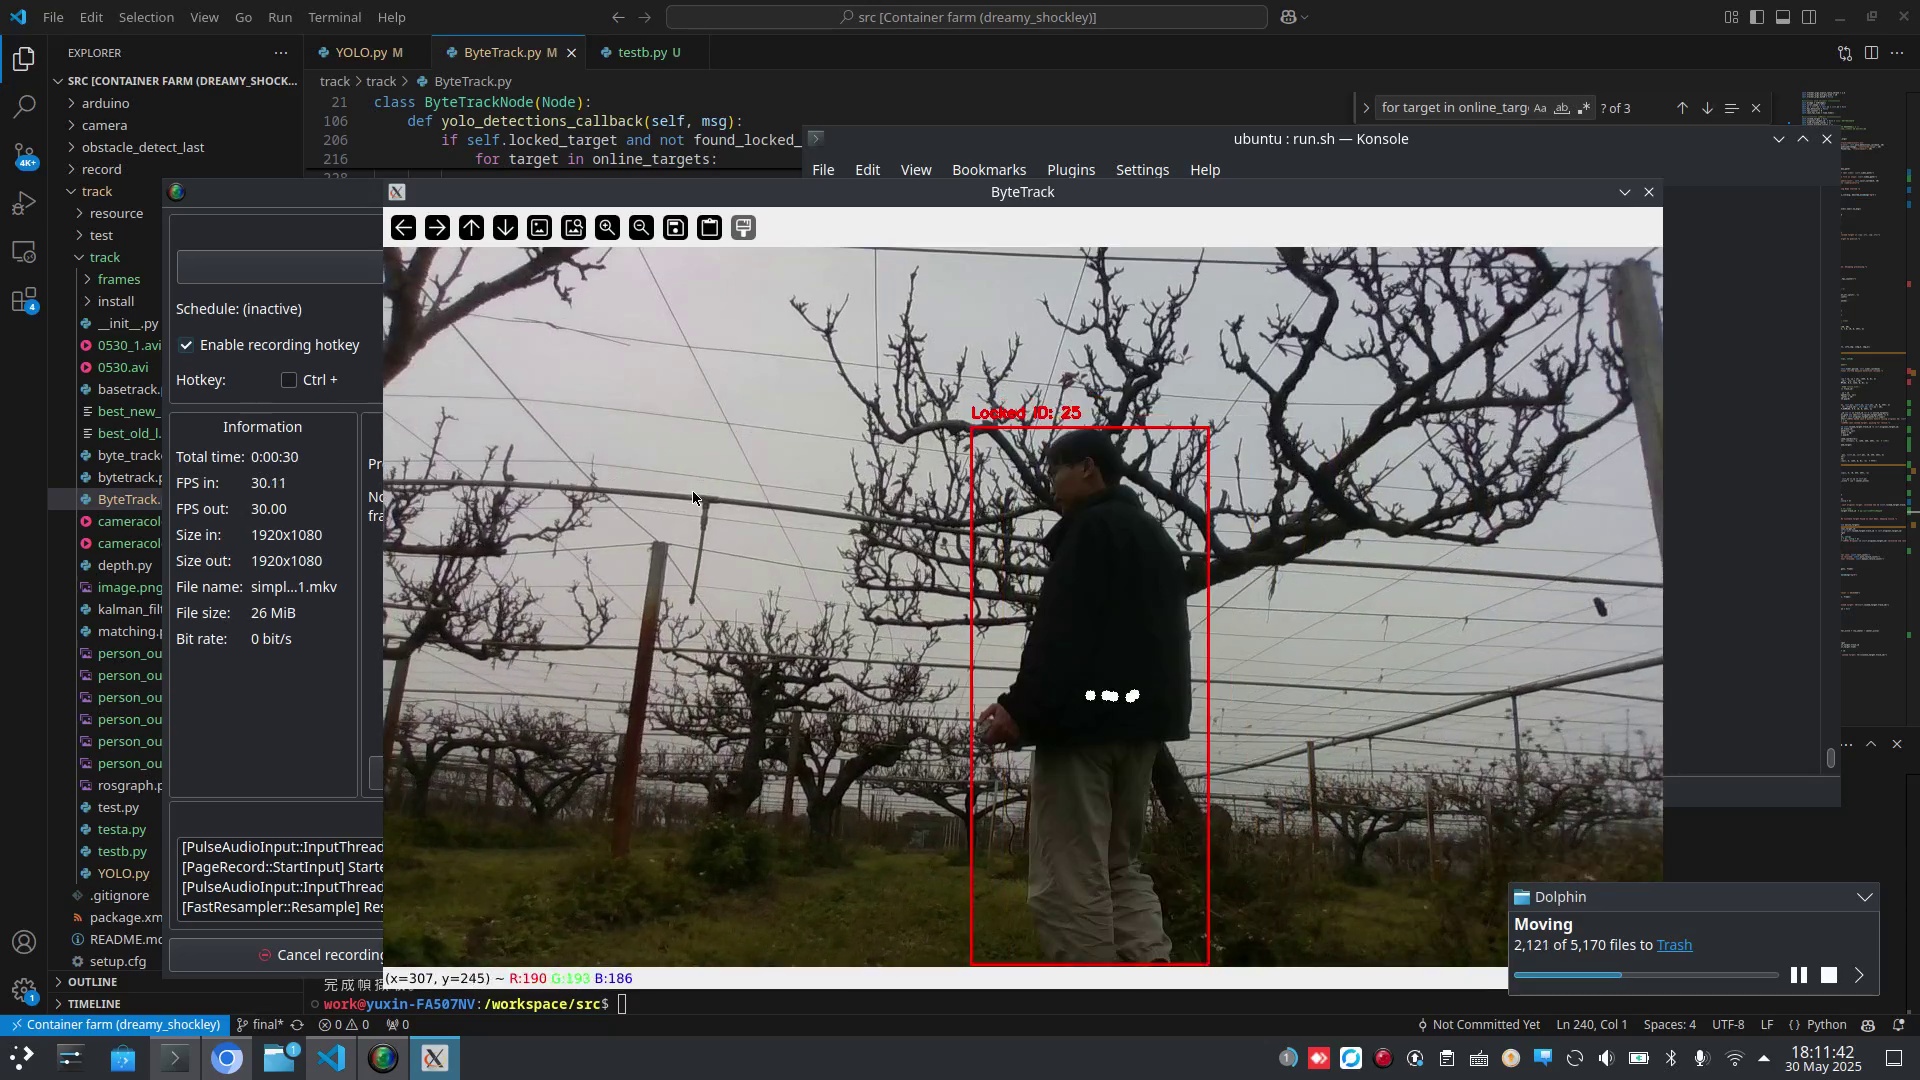 File Edit Selection View Go Run Terminal Help
src [Container farm (dreamy_shockley)]
EXPLORER
YOLO.py M
ByteTrack.py M
testb.py U
SRC [CONTAINER FARM (DREAMY_SHOCK...
track > track > ByteTrack.py
arduino
camera
obstacle_detect_last
record
track
resource
test
track
frames
install
__init__.py
0530_1.avi
0530.avi
basetrack.
best_new_
best_old_l.
byte_track
bytetrack.p
ByteTrack.
cameracol
cameracol
depth.py
image.png
kalman_filt
matching.p
person_ou
person_ou
person_ou
person_ou
person_ou
person_ou
rosgraph.p
test.py
testa.py
testb.py
YOLO.py
.gitignore
package.xm
README.md
setup.cfg
OUTLINE
TIMELINE
21 class ByteTrackNode(Node):
106 def yolo_detections_callback(self, msg):
206 if self.locked_target and not found_locked_
216 for target in online_targets:
for target in online_targ
? of 3
ubuntu : run.sh — Konsole
File Edit View Bookmarks Plugins Settings Help
ByteTrack
Schedule: (inactive)
Enable recording hotkey
Hotkey: Ctrl +
Information
Total time: 0:00:30
FPS in: 30.11
FPS out: 30.00
Size in: 1920x1080
Size out: 1920x1080
File name: simpl...1.mkv
File size: 26 MiB
Bit rate: 0 bit/s
Pr
No
fra
[PulseAudioInput::InputThread
[PageRecord::StartInput] Starte
[PulseAudioInput::InputThread
[FastResampler::Resample] Res
Cancel recording
Locked ID: 25
(x=307, y=245) ~ R:190 G:193 B:186
work@yuxin-FA507NV:/workspace/src$
Dolphin
Moving
2,121 of 5,170 files to Trash
4K+
4
1
Container farm (dreamy_shockley)
final*
0 0
0
Not Committed Yet
Ln 240, Col 1
Spaces: 4
UTF-8
LF
Python
1
1
18:11:42
30 May 2025